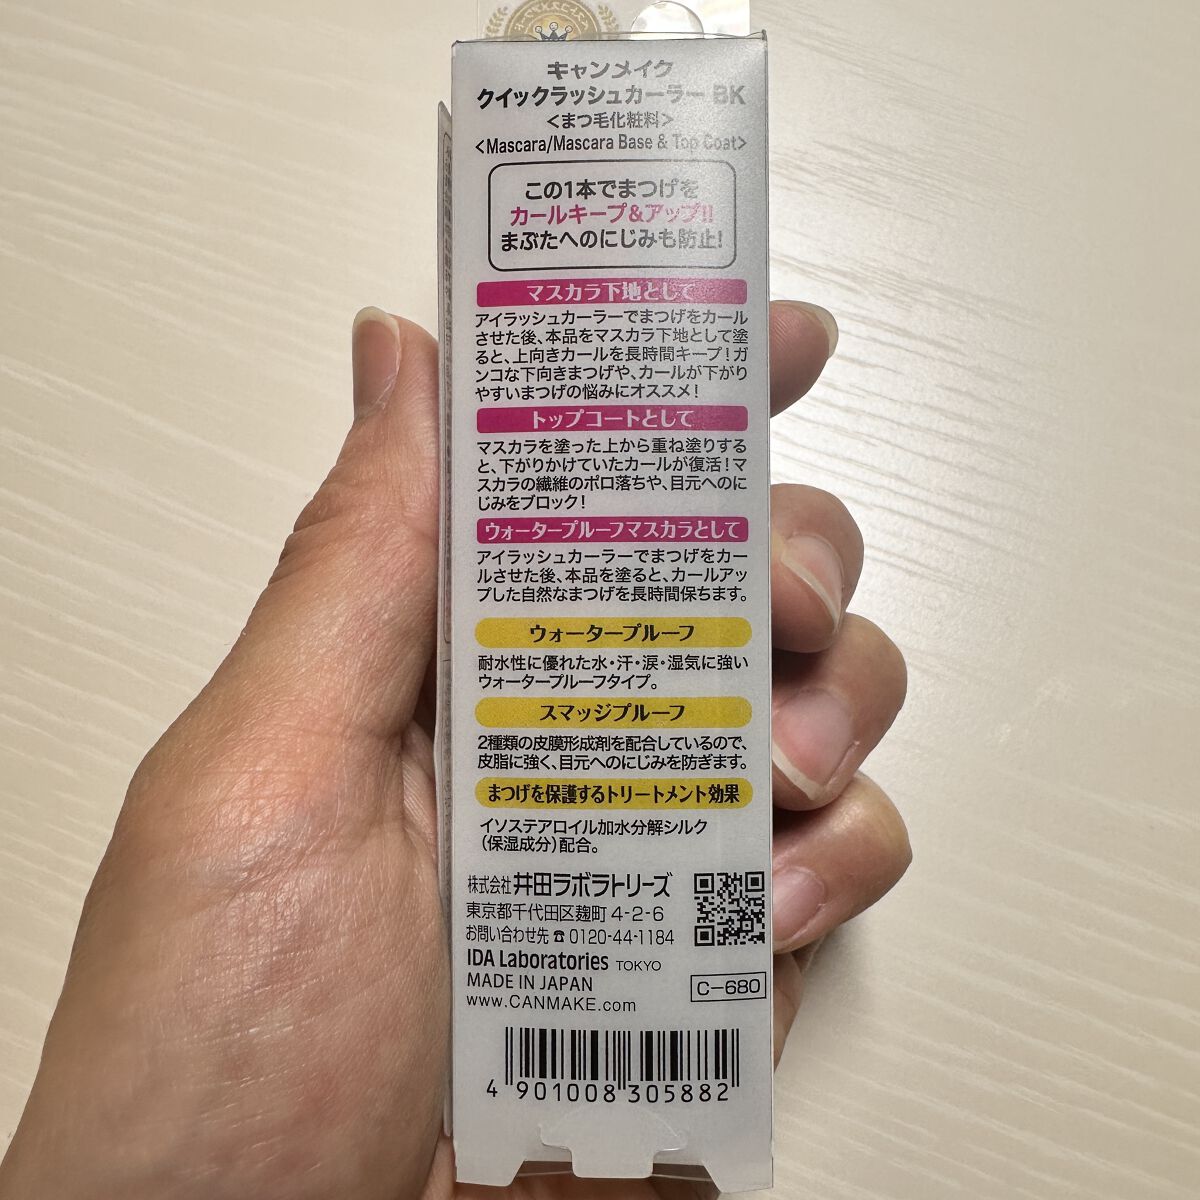 キャンメイク
クイックラッシュカーラー BK
<まつ毛化粧料>
<Mascara/Mascara Base & Top Coat>
この1本でまつげを
カールキープ&アップ!!
まぶたへのにじみも防止!
マスカラ下地として
アイラッシュカーラーでまつげをカール
させた後、本品をマスカラ下地として塗
ると、上向きカールを長時間キープ!ガ
ンコな下向きまつげや、カールが下がり
やすいまつげの悩みにオススメ!
トップコートとして
マスカラを塗った上から重ね塗りする
と、下がりかけていたカールが復活!マ
スカラの繊維のポロ落ちや、目元へのに
じみをブロック!
ウォータープルーフマスカラとして
アイラッシュカーラーでまつげをカー
ルさせた後、本品を塗ると、カールアッ
プした自然なまつげを長時間保ちます。
ウォータープルーフ
耐水性に優れた水・汗・涙・湿気に強い
ウォータープルーフタイプ。
スマッジプルーフ
2種類の皮膜形成剤を配合しているので、
皮脂に強く、目元へのにじみを防ぎます。
まつげを保護するトリートメント効果
イソステアロイル加水分解シルク
(保湿成分)配合。
株式会社 井田ラボラトリーズ
東京都千代田区麹町 4-2-6
お問い合わせ先 ☎ 0120-44-1184
IDA Laboratories TOKYO
MADE IN JAPAN
www.CANMAKE.com
C-680
4 901008 305882